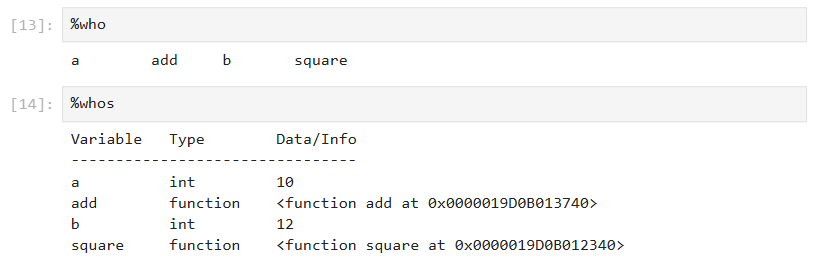 [13]: %who
a add b square
[14]: %whos
Variable Type Data/Info
--------------------------------
a int 10
add function <function add at 0x0000019D0B013740>
b int 12
square function <function square at 0x0000019D0B012340>